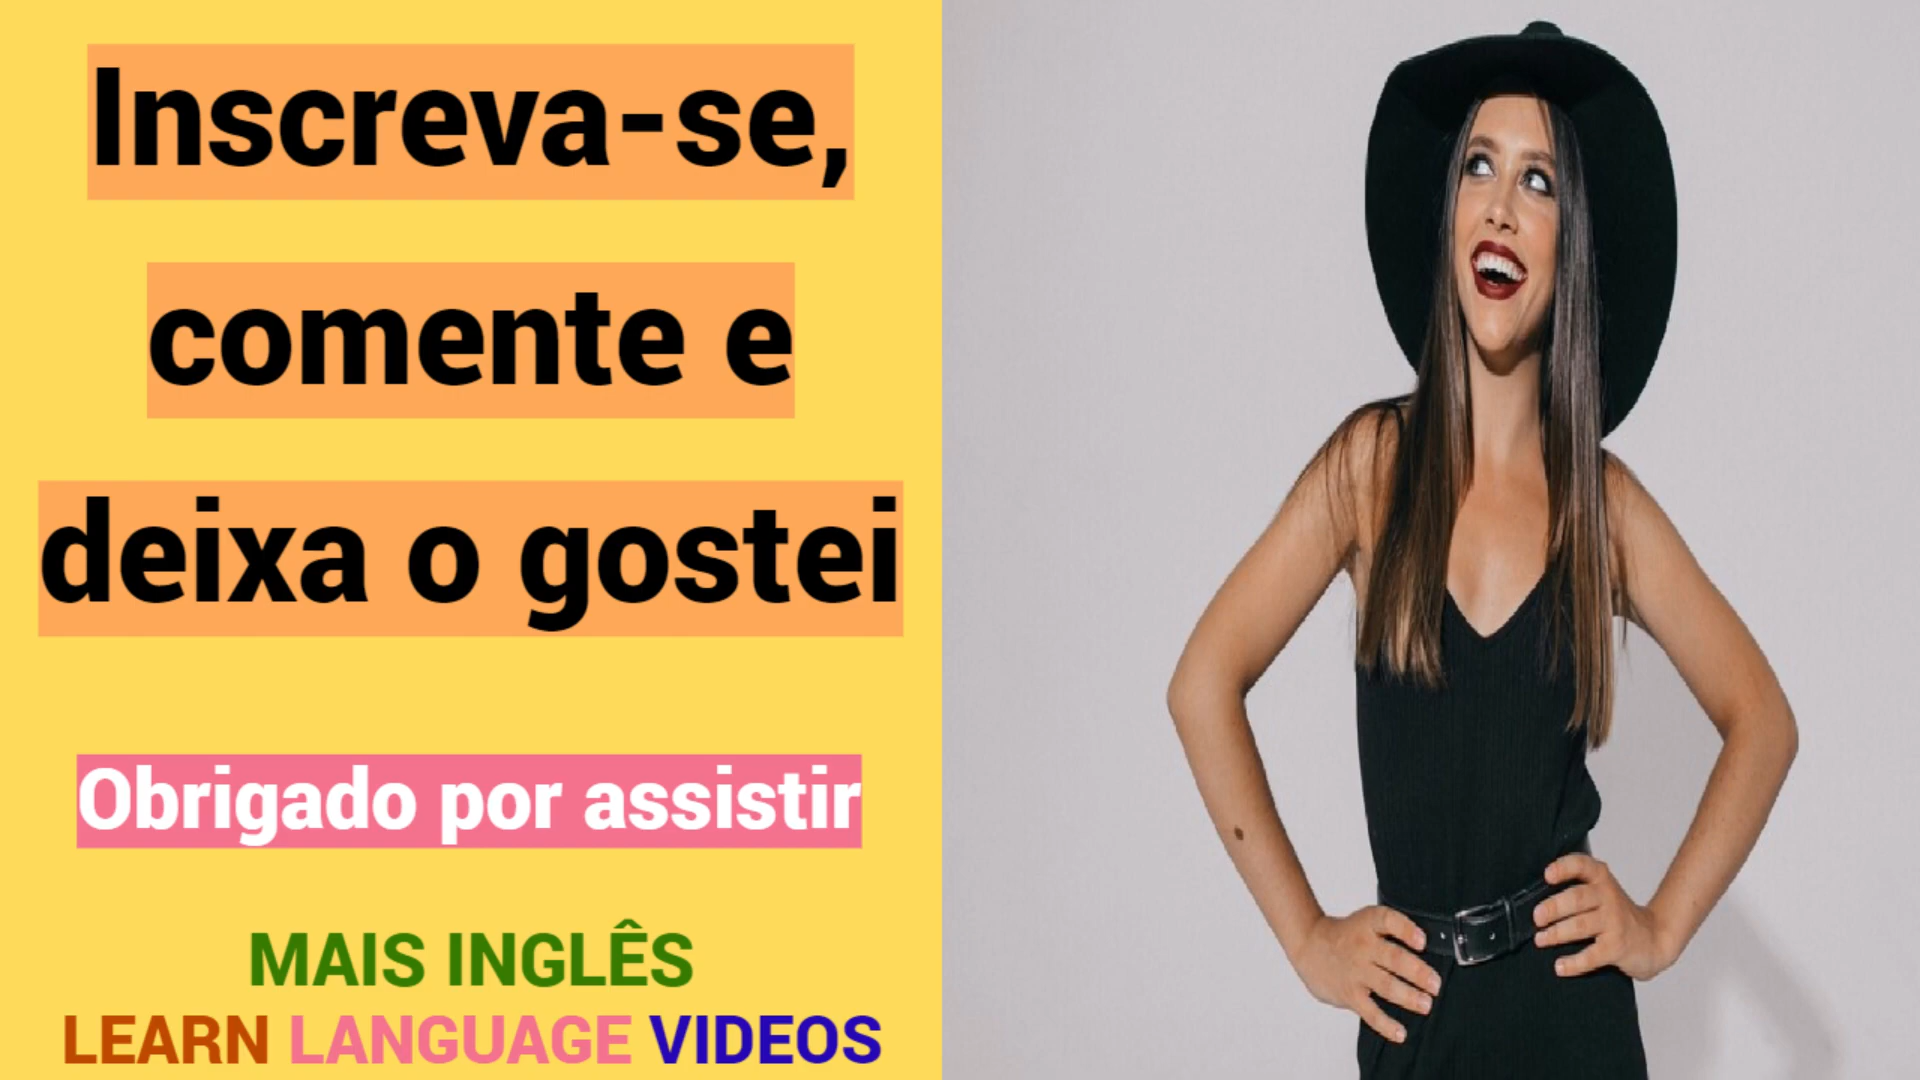 Inscreva-se,
comente e
deixa o gostei
Obrigado por assistir
MAIS INGLÊS
LEARN LANGUAGE VIDEOS